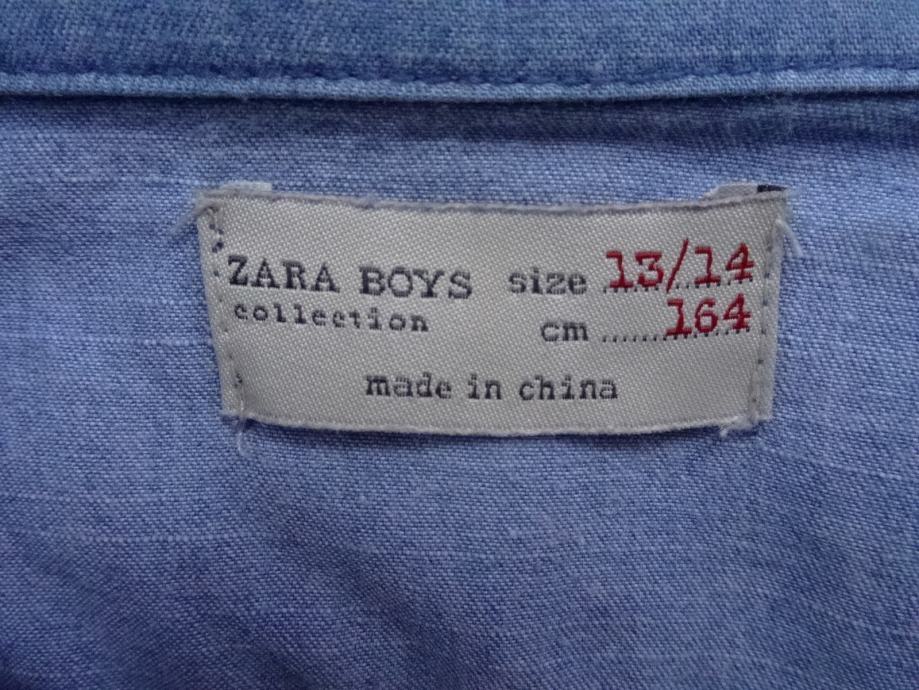 ZARA BOYS size 13/14
collection cm ......164
made in china